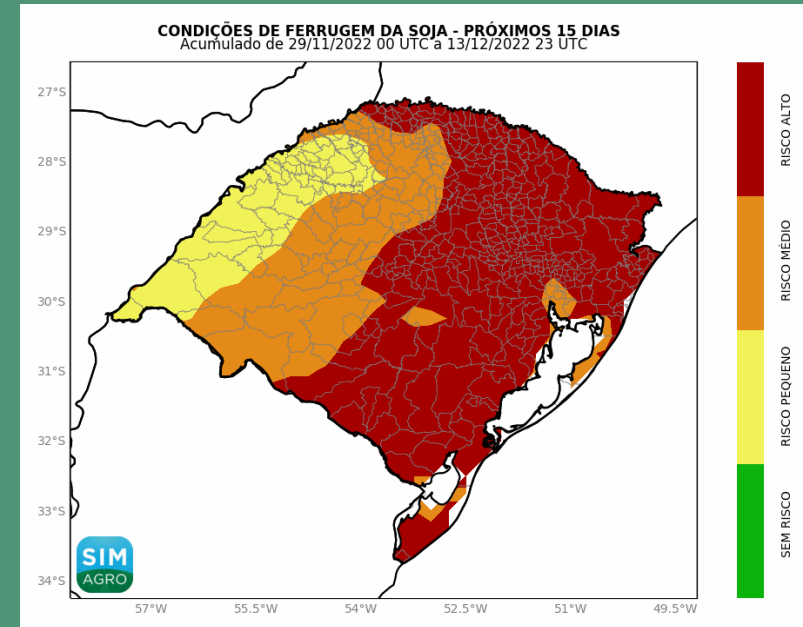 CONDIÇÕES DE FERRUGEM DA SOJA - PRÓXIMOS 15 DIAS
Acumulado de 29/11/2022 00 UTC a 13/12/2022 23 UTC
27°S
28°S
29°S
30°S
31°S
32°S
33°S
34°S
57°W
55.5°W
54°W
52.5°W
51°W
49.5°W
RISCO ALTO
RISCO MÉDIO
RISCO PEQUENO
SEM RISCO
SIM
AGRO